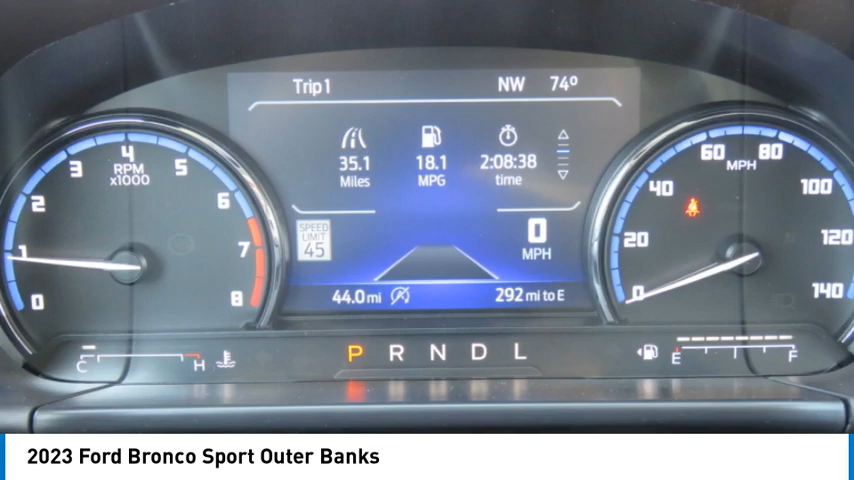 Trip 1 NW 74°
35.1 18.1 2:08:38
Miles MPG time
SPEED
LIMIT
45
0
MPH
44.0 mi 292 mi to E
0 1 2 3 4 5 6 7 8
RPM
x1000
0 20 40 60 80 100 120 140
MPH
C H
P R N D L
E F
2023 Ford Bronco Sport Outer Banks